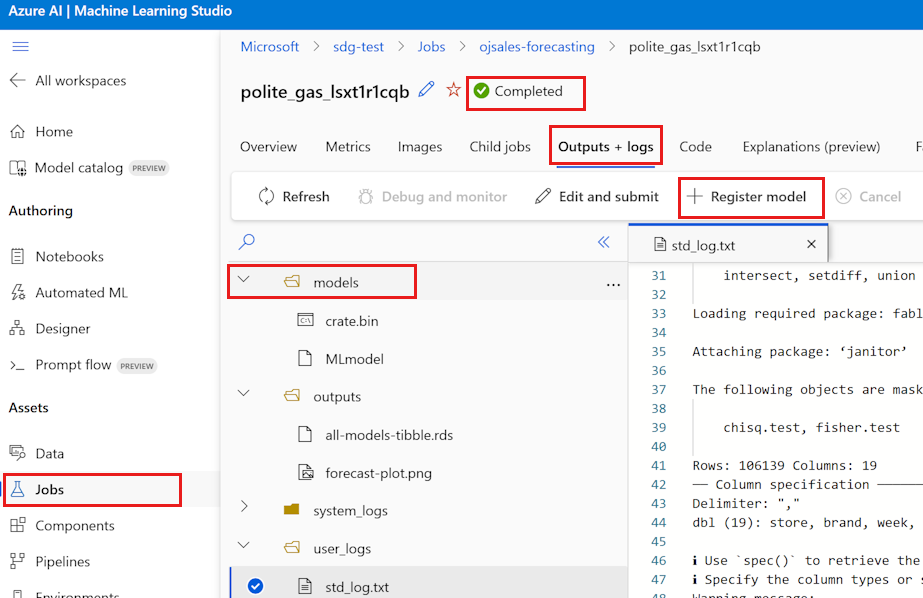 Azure AI | Machine Learning Studio
Microsoft > sdg-test > Jobs > ojsales-forecasting > polite_gas_lsxt1r1cqb
All workspaces
polite_gas_lsxt1r1cqb Completed
Home
Overview Metrics Images Child jobs Outputs + logs Code Explanations (preview)
Model catalog PREVIEW
Refresh Debug and monitor Edit and submit Register model Cancel
Authoring
Notebooks
Automated ML
Designer
Prompt flow PREVIEW
Assets
Data
Jobs
Components
Pipelines
Environments
models
crate.bin
MLmodel
outputs
all-models-tibble.rds
forecast-plot.png
system_logs
user_logs
std_log.txt
std_log.txt
31 intersect, setdiff, union
32
33 Loading required package: fabl
34
35 Attaching package: ‘janitor’
36
37 The following objects are mask
38
39 chisq.test, fisher.test
40
41 Rows: 106139 Columns: 19
42 ── Column specification ──────
43 Delimiter: ","
44 dbl (19): store, brand, week,
45
46 ℹ Use `spec()` to retrieve the
47 ℹ Specify the column types or s
48 Warning message: